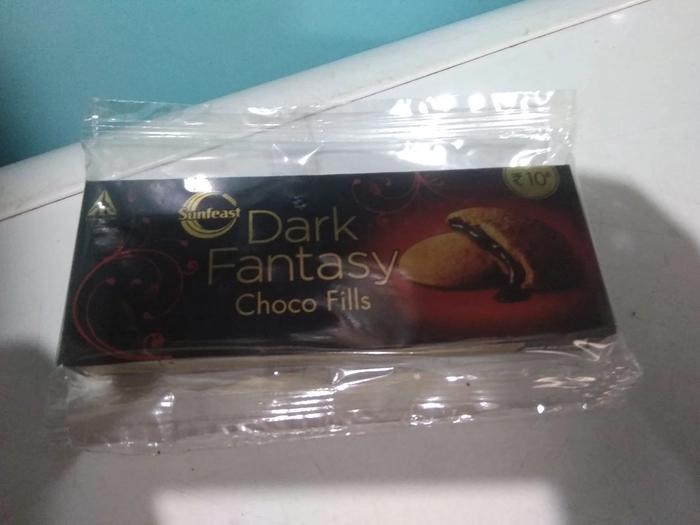 Sunfeast
Dark
Fantasy
Choco Fills
₹10*